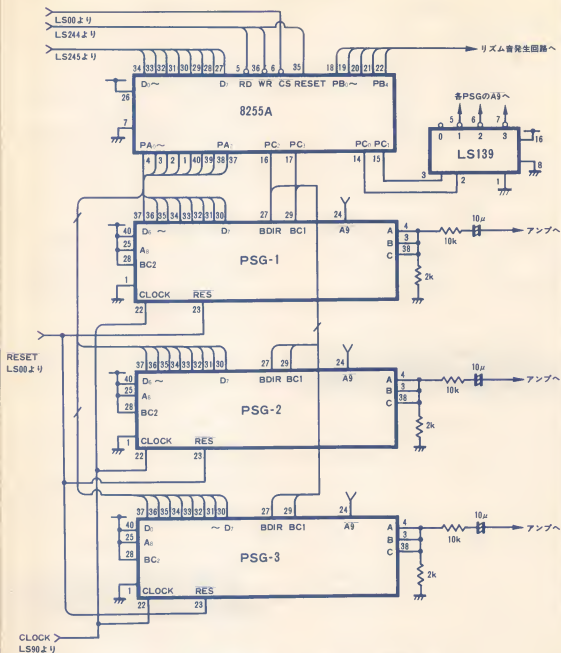 LS00より
LS244より
LS245より
34 33 32 31 30 29 28 27 5 36 6 35 18 19 20 21 22
リズム音発生回路へ
D₀～ D₇ RD WR CS RESET PB₀～ PB₄
26
8255A
7
PA₀～ PA₇ PC₇ PC₁ PC₀ PC₁
4 3 2 1 40 39 38 37 16 17 14 15
各PSGのA9へ
5 6 7
0 1 2 3
16
LS139
8
3 2 1
37 36 35 34 33 32 31 30 27 29 24
40 D₀～ D₇ BDIR BC1 A9 A 4
25 A₈ B 3
28 BC2 C 38
PSG-1
1
CLOCK RES
22 23
10k 10μ アンプへ
2k
RESET
LS00より
37 36 35 34 33 32 31 30 27 29 24
40 D₀～ D₇ BDIR BC1 A9 A 4
25 A₈ B 3
28 BC2 C 38
PSG-2
1
CLOCK RES
22 23
10k 10μ アンプへ
2k
37 36 35 34 33 32 31 30 27 29 24
40 D₀ ～D₇ BDIR BC1 A9 A 4
25 A₈ B 3
28 BC₂ C 38
PSG-3
1
CLOCK RES
22 23
10k 10μ アンプへ
2k
CLOCK
LS90より